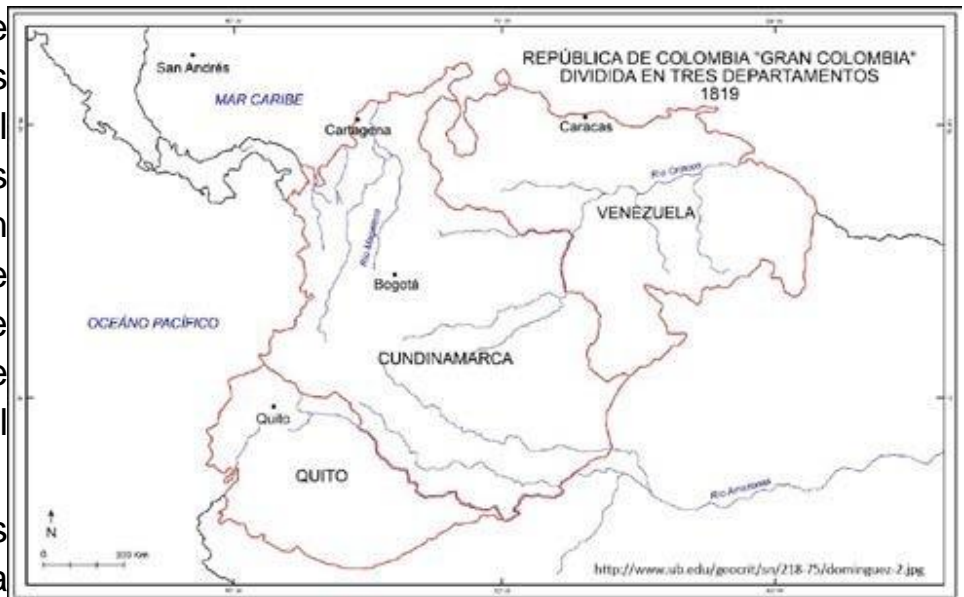 e
s
l
s
n
e
e
e
l
s
a
REPÚBLICA DE COLOMBIA "GRAN COLOMBIA"
DIVIDIDA EN TRES DEPARTAMENTOS
1819
San Andrés
MAR CARIBE
Cartagena
Caracas
Río Orinoco
VENEZUELA
Río Magdalena
Bogotá
OCEÁNO PACÍFICO
CUNDINAMARCA
Quito
QUITO
Río Amazonas
N
0
300 Km
http://www.ub.edu/geocrit/sn/218-75/dominguez-2.jpg